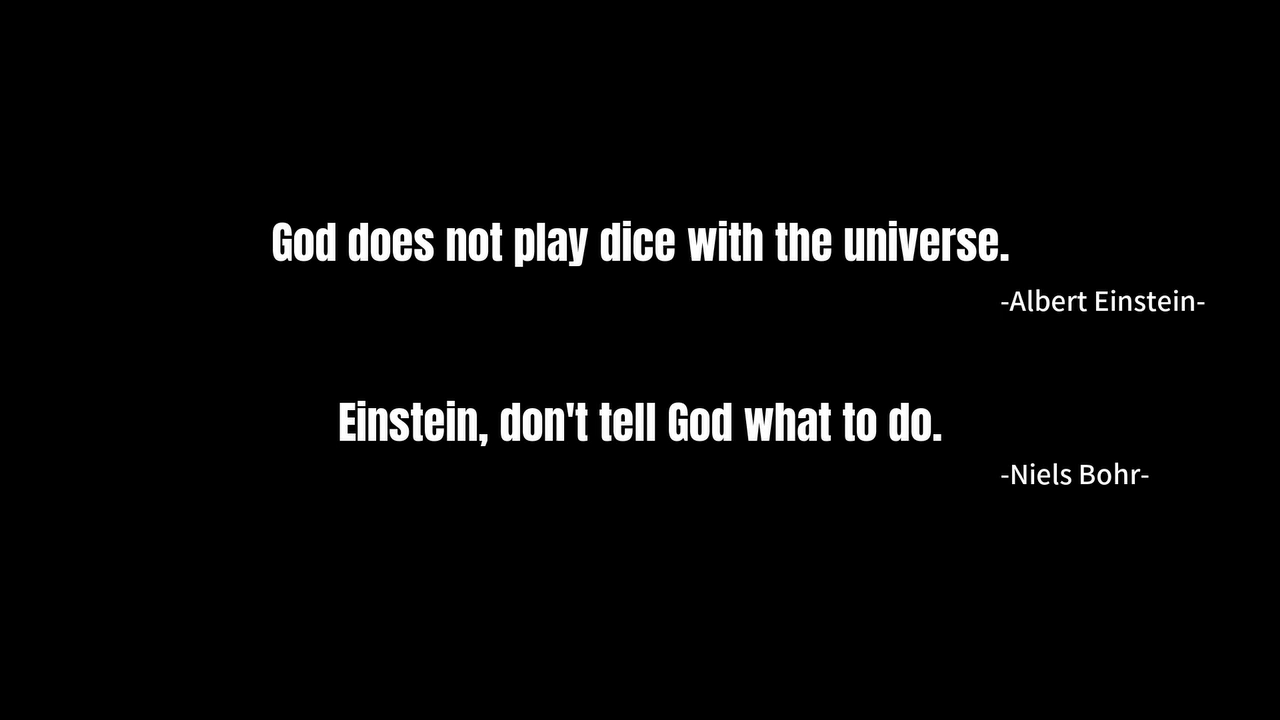 God does not play dice with the universe.
-Albert Einstein-
Einstein, don't tell God what to do.
-Niels Bohr-